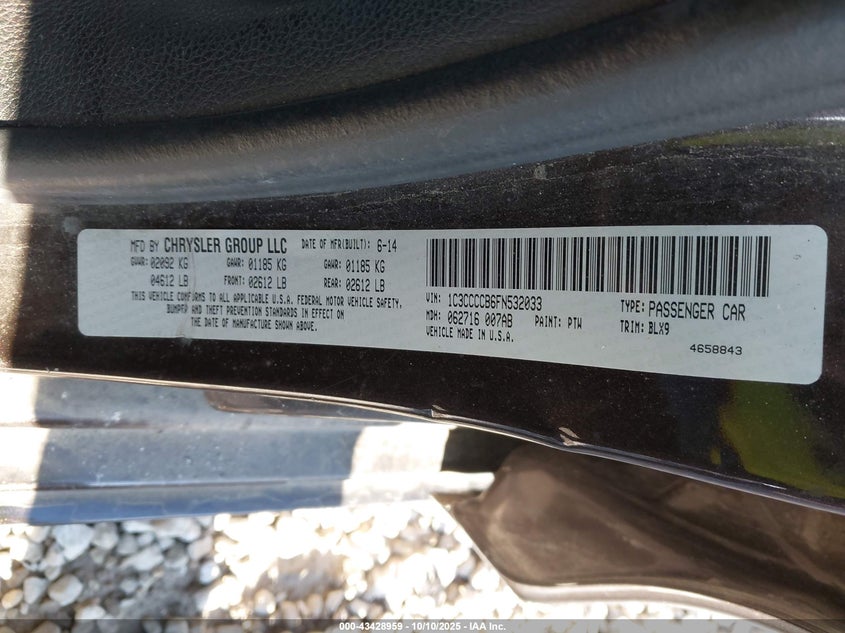 MFD BY CHRYSLER GROUP LLC DATE OF MFR(BUILT): 6-14
GVWR: 02092 KG GAWR: 01185 KG GAWR: 01185 KG
04612 LB FRONT: 02612 LB REAR: 02612 LB
THIS VEHICLE CONFORMS TO ALL APPLICABLE U.S.A. FEDERAL MOTOR VEHICLE SAFETY,
BUMPER AND THEFT PREVENTION STANDARDS IN EFFECT ON
THE DATE OF MANUFACTURE SHOWN ABOVE.
VIN: 1C3CCCCB6FN532033 TYPE: PASSENGER CAR
MDH: 062716 007AB PAINT: PTW TRIM: BLX9
VEHICLE MADE IN U.S.A.
4658843
000-43428959 - 10/10/2025 - IAA Inc.